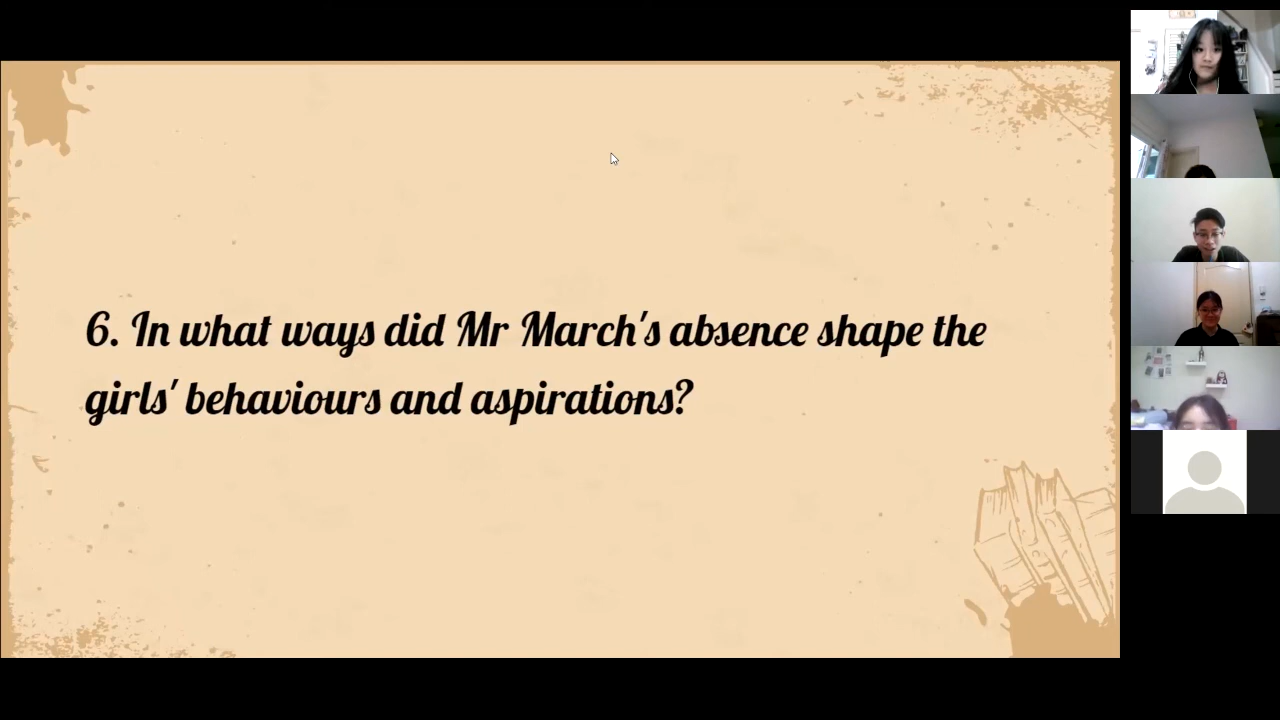 6. In what ways did Mr March's absence shape the
girls' behaviours and aspirations?